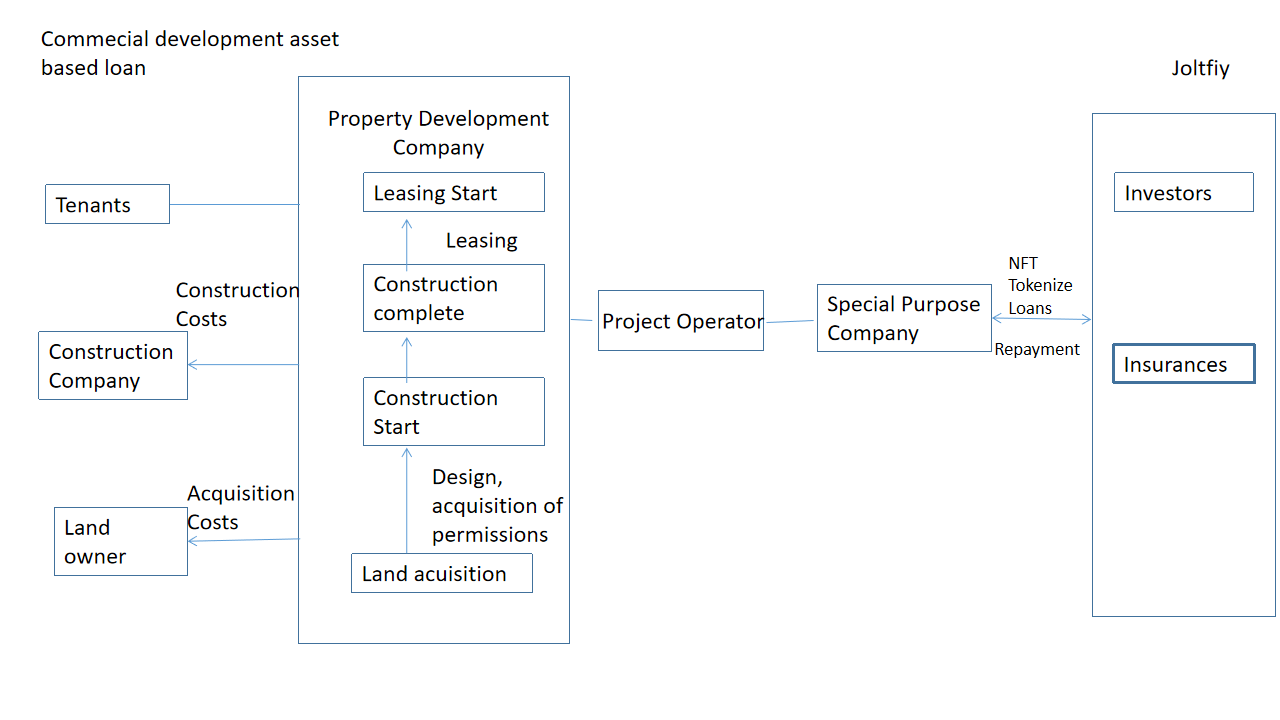 Commecial development asset
based loan
Joltfiy
Property Development
Company
Leasing Start
Tenants
Investors
Leasing
Construction
complete
Construction
Costs
NFT
Tokenize
Loans
Project Operator
Special Purpose
Company
Repayment
Construction
Company
Insurances
Construction
Start
Design,
acquisition of
permissions
Acquisition
Costs
Land
owner
Land acuisition